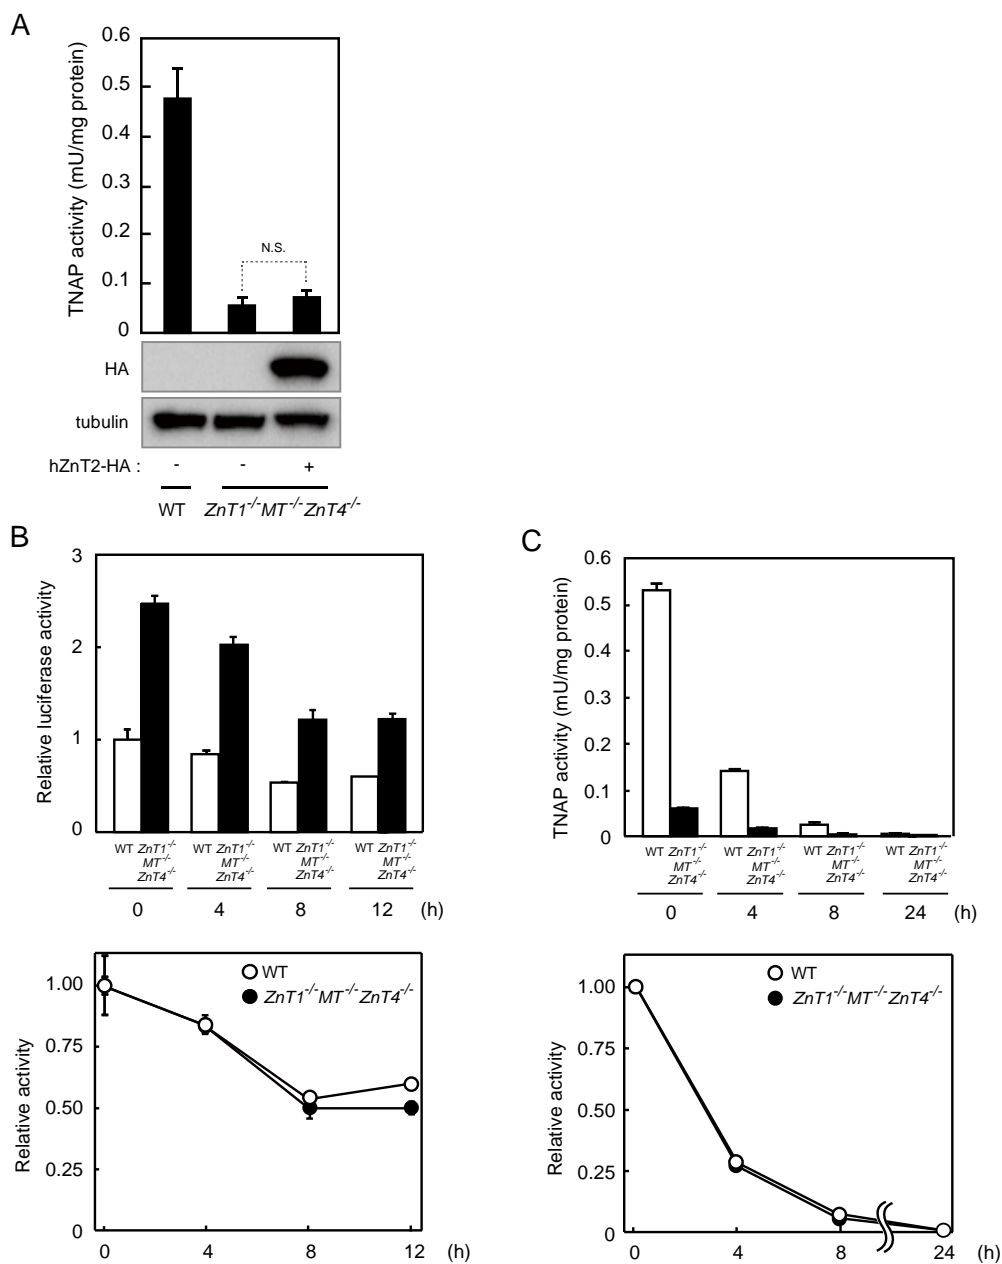 A
TNAP activity (mU/mg protein)
0.6
0.5
0.4
0.3
0.2
0.1
0
N.S.
HA
tubulin
hZnT2-HA : - - +
WT ZnT1-/-MT-/-ZnT4-/-
B
Relative luciferase activity
3
2
1
0
WT ZnT1-/- WT ZnT1-/- WT ZnT1-/- WT ZnT1-/-
MT-/- MT-/- MT-/- MT-/-
ZnT4-/- ZnT4-/- ZnT4-/- ZnT4-/-
0 4 8 12 (h)
Relative activity
1.00
0.75
0.50
0.25
0
WT
ZnT1-/-MT-/-ZnT4-/-
0 4 8 12 (h)
C
TNAP activity (mU/mg protein)
0.6
0.5
0.4
0.3
0.2
0.1
0
WT ZnT1-/- WT ZnT1-/- WT ZnT1-/- WT ZnT1-/-
MT-/- MT-/- MT-/- MT-/-
ZnT4-/- ZnT4-/- ZnT4-/- ZnT4-/-
0 4 8 24 (h)
Relative activity
1.00
0.75
0.50
0.25
0
WT
ZnT1-/-MT-/-ZnT4-/-
0 4 8 24 (h)